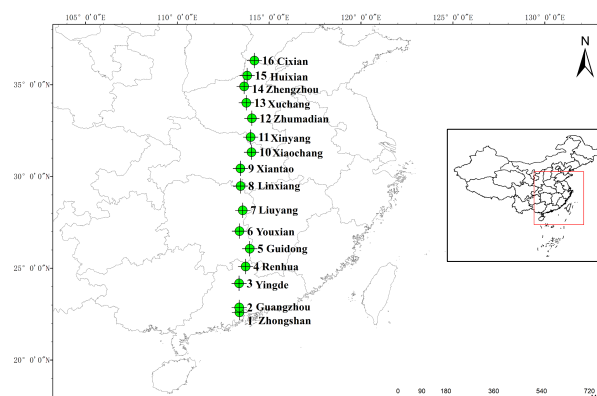 105° 0'0"E 110° 0'0"E 115° 0'0"E 120° 0'0"E 125° 0'0"E 130° 0'0"E
N
16 Cixian
15 Huixian
35° 0'0"N
14 Zhengzhou
13 Xuchang
12 Zhumadian
11 Xinyang
10 Xiaochang
30° 0'0"N
9 Xiantao
8 Linxiang
7 Liuyang
6 Youxian
5 Guidong
25° 0'0"N
4 Renhua
3 Yingde
2 Guangzhou
1 Zhongshan
20° 0'0"N
0 90 180 360 540 720